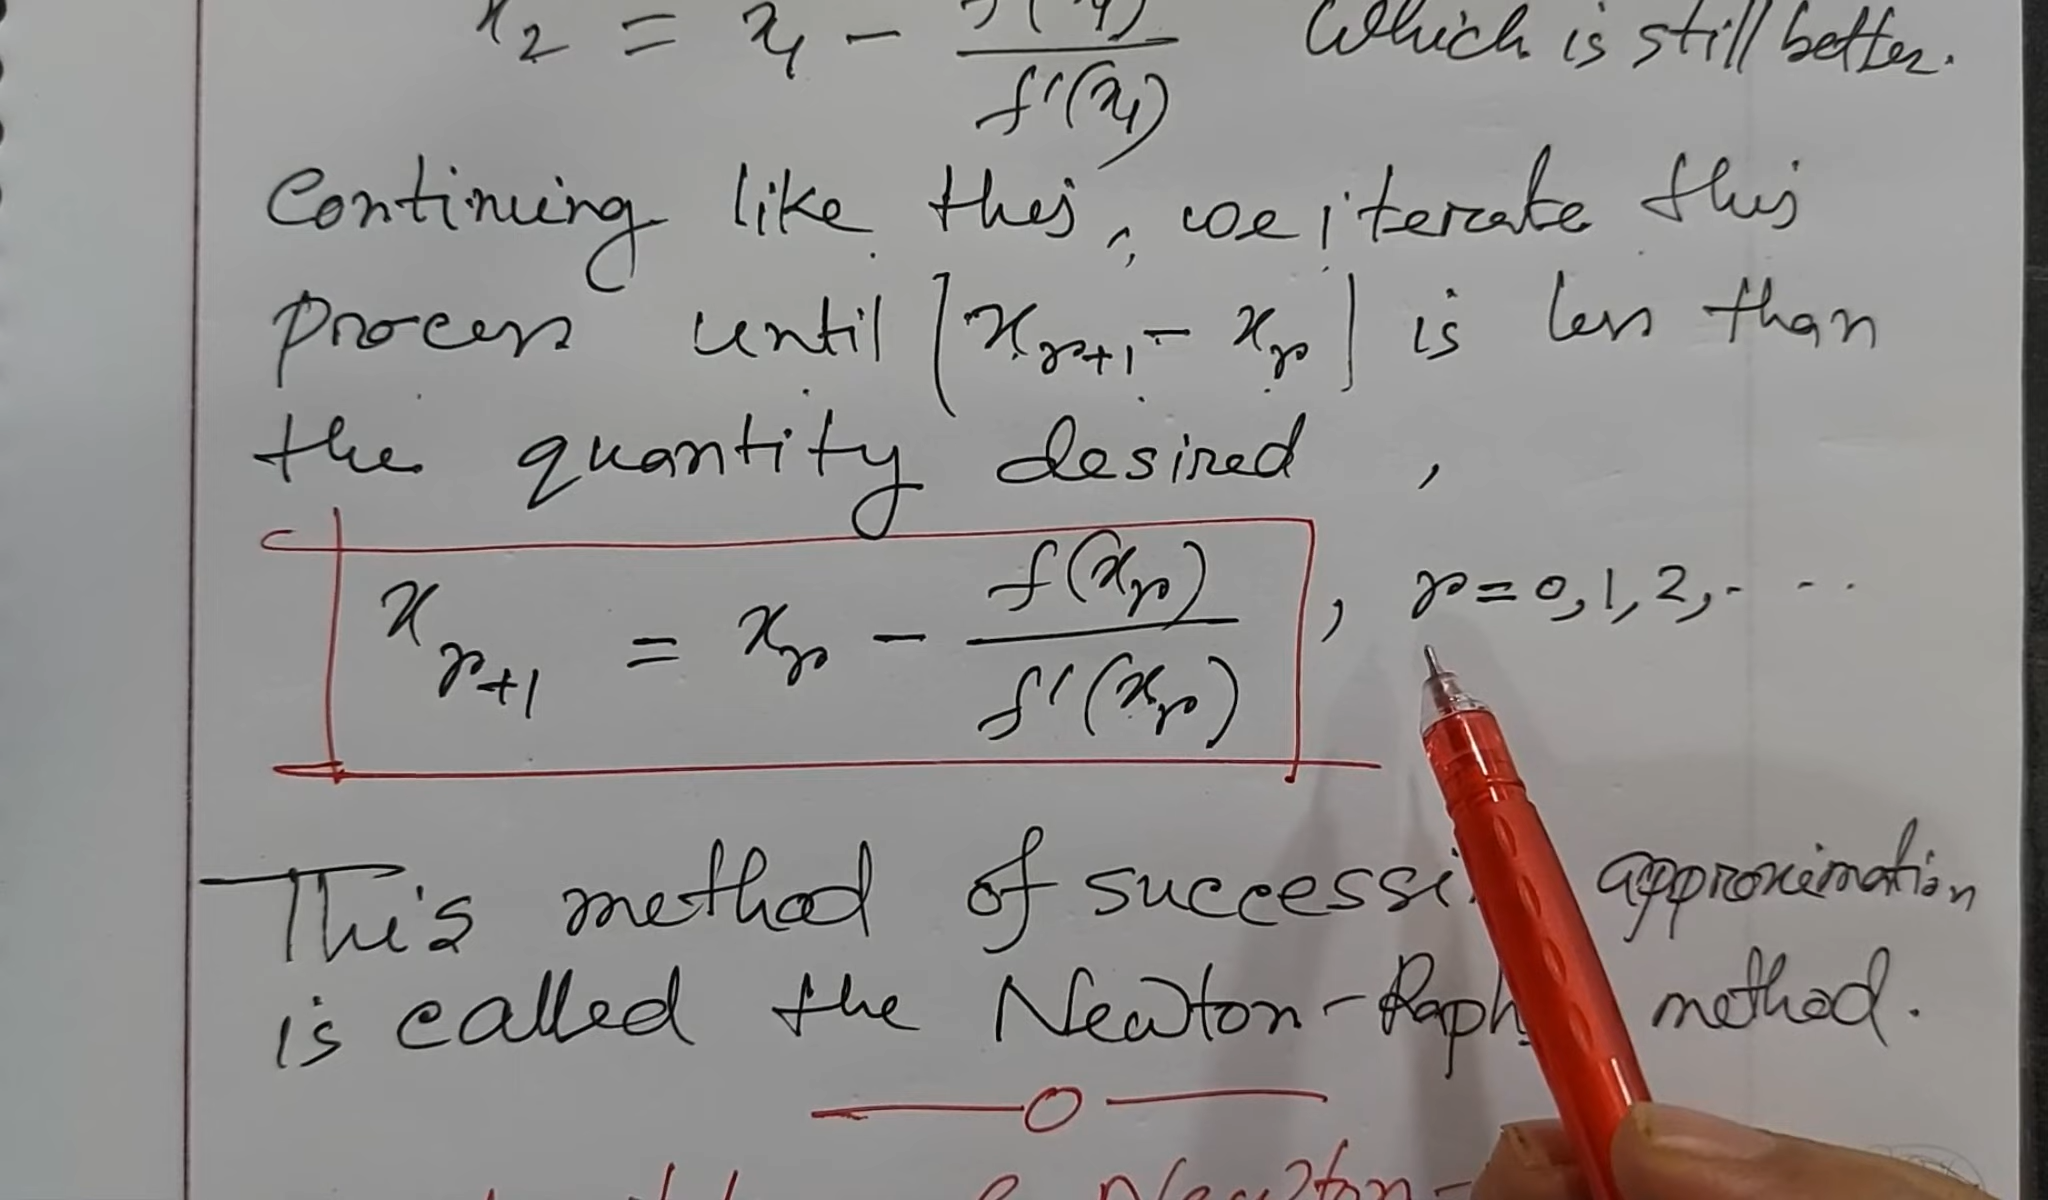 x₂ = x₁ - f(x₁)/f'(x₁) Which is still better.
Continuing like this, we iterate this
process until |xᵣ₊₁ - xᵣ| is less than
the quantity desired,
xᵣ₊₁ = xᵣ - f(xᵣ)/f'(xᵣ), r = 0, 1, 2, ....
This method of successi approximation
is called the Newton-Raph method.
Newton-